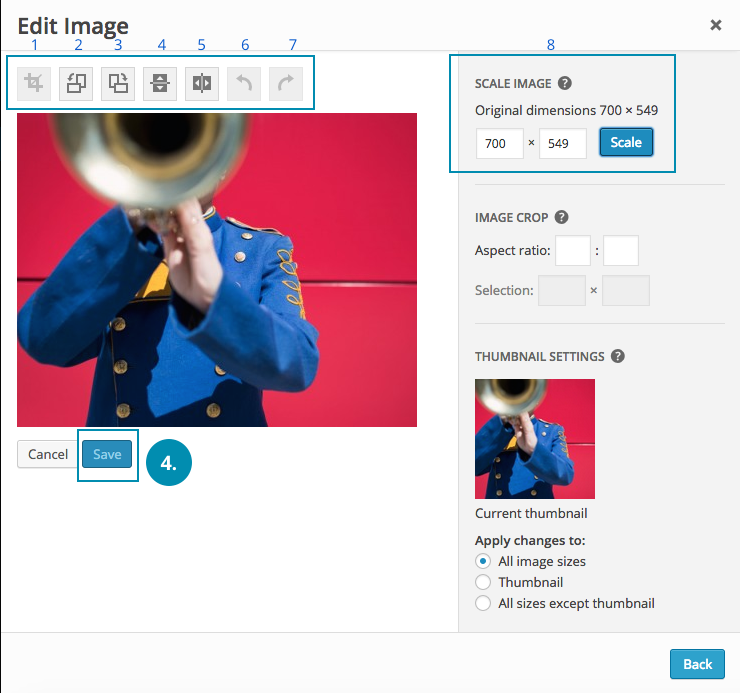 Edit Image
1 2 3 4 5 6 7 8
SCALE IMAGE ?
Original dimensions 700 × 549
700 × 549 Scale
IMAGE CROP ?
Aspect ratio: :
Selection: ×
THUMBNAIL SETTINGS ?
Current thumbnail
Apply changes to:
All image sizes
Thumbnail
All sizes except thumbnail
Cancel Save 4.
Back